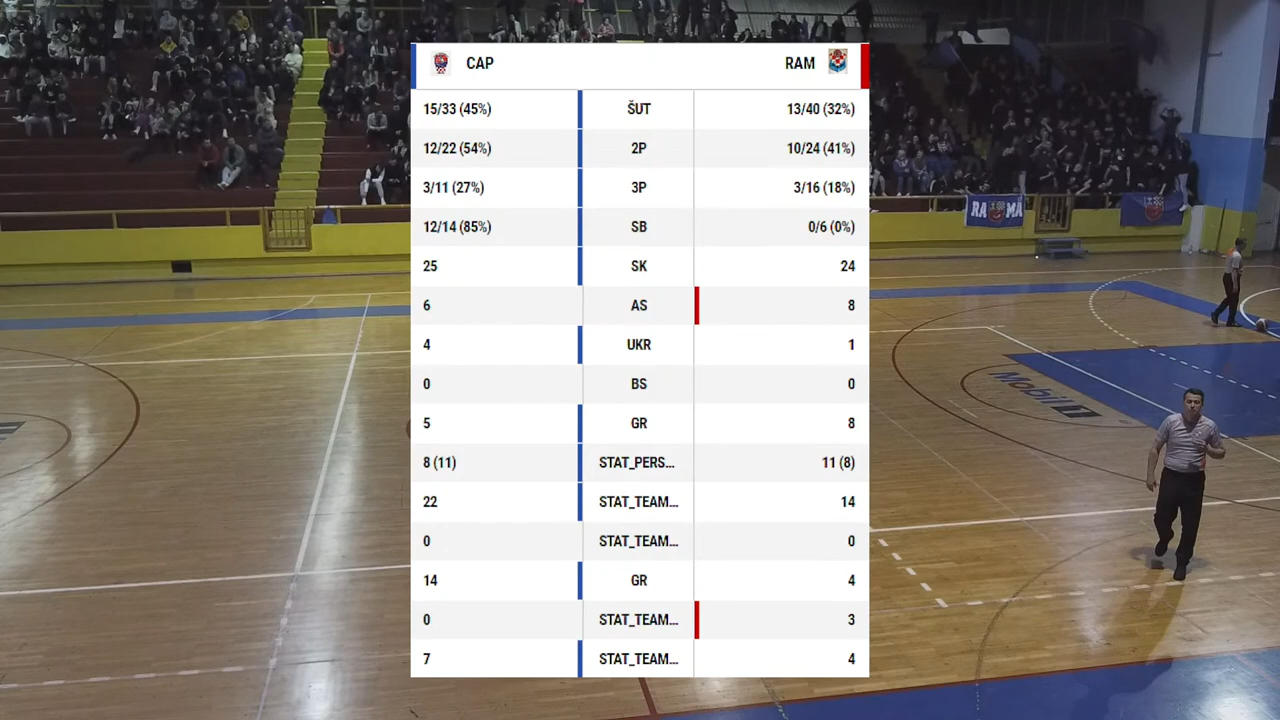 CAP RAM
15/33 (45%) ŠUT 13/40 (32%)
12/22 (54%) 2P 10/24 (41%)
3/11 (27%) 3P 3/16 (18%)
12/14 (85%) SB 0/6 (0%)
25 SK 24
6 AS 8
4 UKR 1
0 BS 0
5 GR 8
8 (11) STAT_PERS... 11 (8)
22 STAT_TEAM... 14
0 STAT_TEAM... 0
14 GR 4
0 STAT_TEAM... 3
7 STAT_TEAM... 4
RAMA
Mobil 1